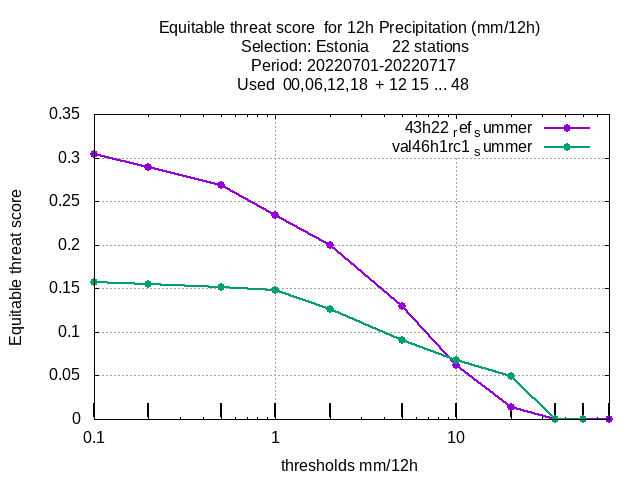 Equitable threat score for 12h Precipitation (mm/12h)
Selection: Estonia 22 stations
Period: 20220701-20220717
Used 00,06,12,18 + 12 15 ... 48
43h22 ref summer
val46h1rc1 summer
0.35
0.3
0.25
0.2
0.15
0.1
0.05
0
Equitable threat score
0.1 1 10
thresholds mm/12h